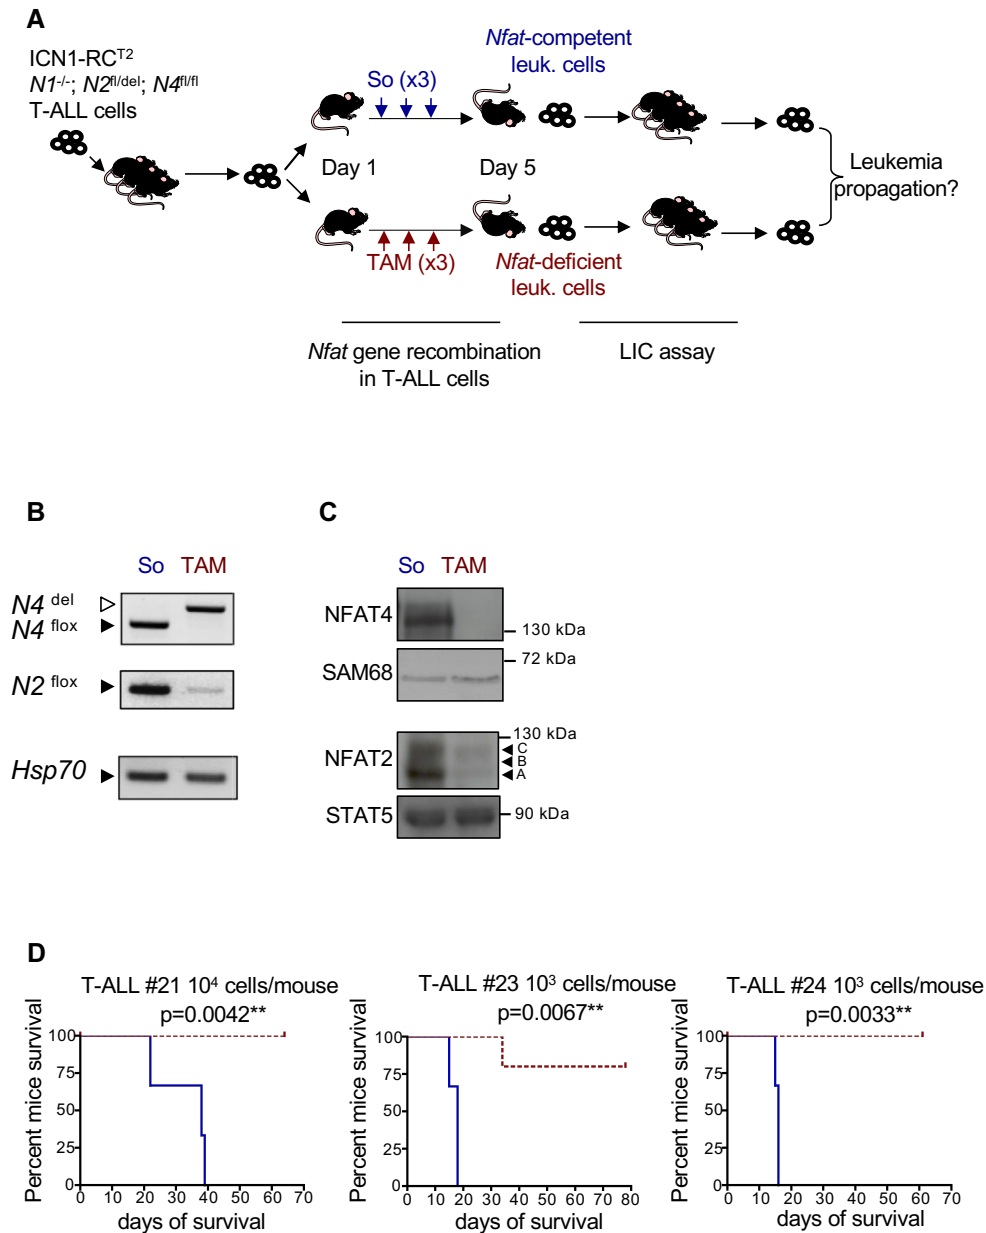 A
ICN1-RC^T2
N1^-/-; N2^fl/del; N4^fl/fl
T-ALL cells
So (x3)
Nfat-competent
leuk. cells
Day 1
Day 5
Leukemia
propagation?
TAM (x3)
Nfat-deficient
leuk. cells
Nfat gene recombination
in T-ALL cells
LIC assay
B
So TAM
N4 del
N4 flox
N2 flox
Hsp70
C
So TAM
NFAT4
130 kDa
72 kDa
SAM68
130 kDa
NFAT2
C
B
A
STAT5
90 kDa
D
T-ALL #21 10⁴ cells/mouse
p=0.0042**
Percent mice survival
100
75
50
25
0
0 10 20 30 40 50 60 70
days of survival
T-ALL #23 10³ cells/mouse
p=0.0067**
Percent mice survival
100
75
50
25
0
0 10 20 30 40 50 60 70 80
days of survival
T-ALL #24 10³ cells/mouse
p=0.0033**
Percent mice survival
100
75
50
25
0
0 10 20 30 40 50 60 70
days of survival